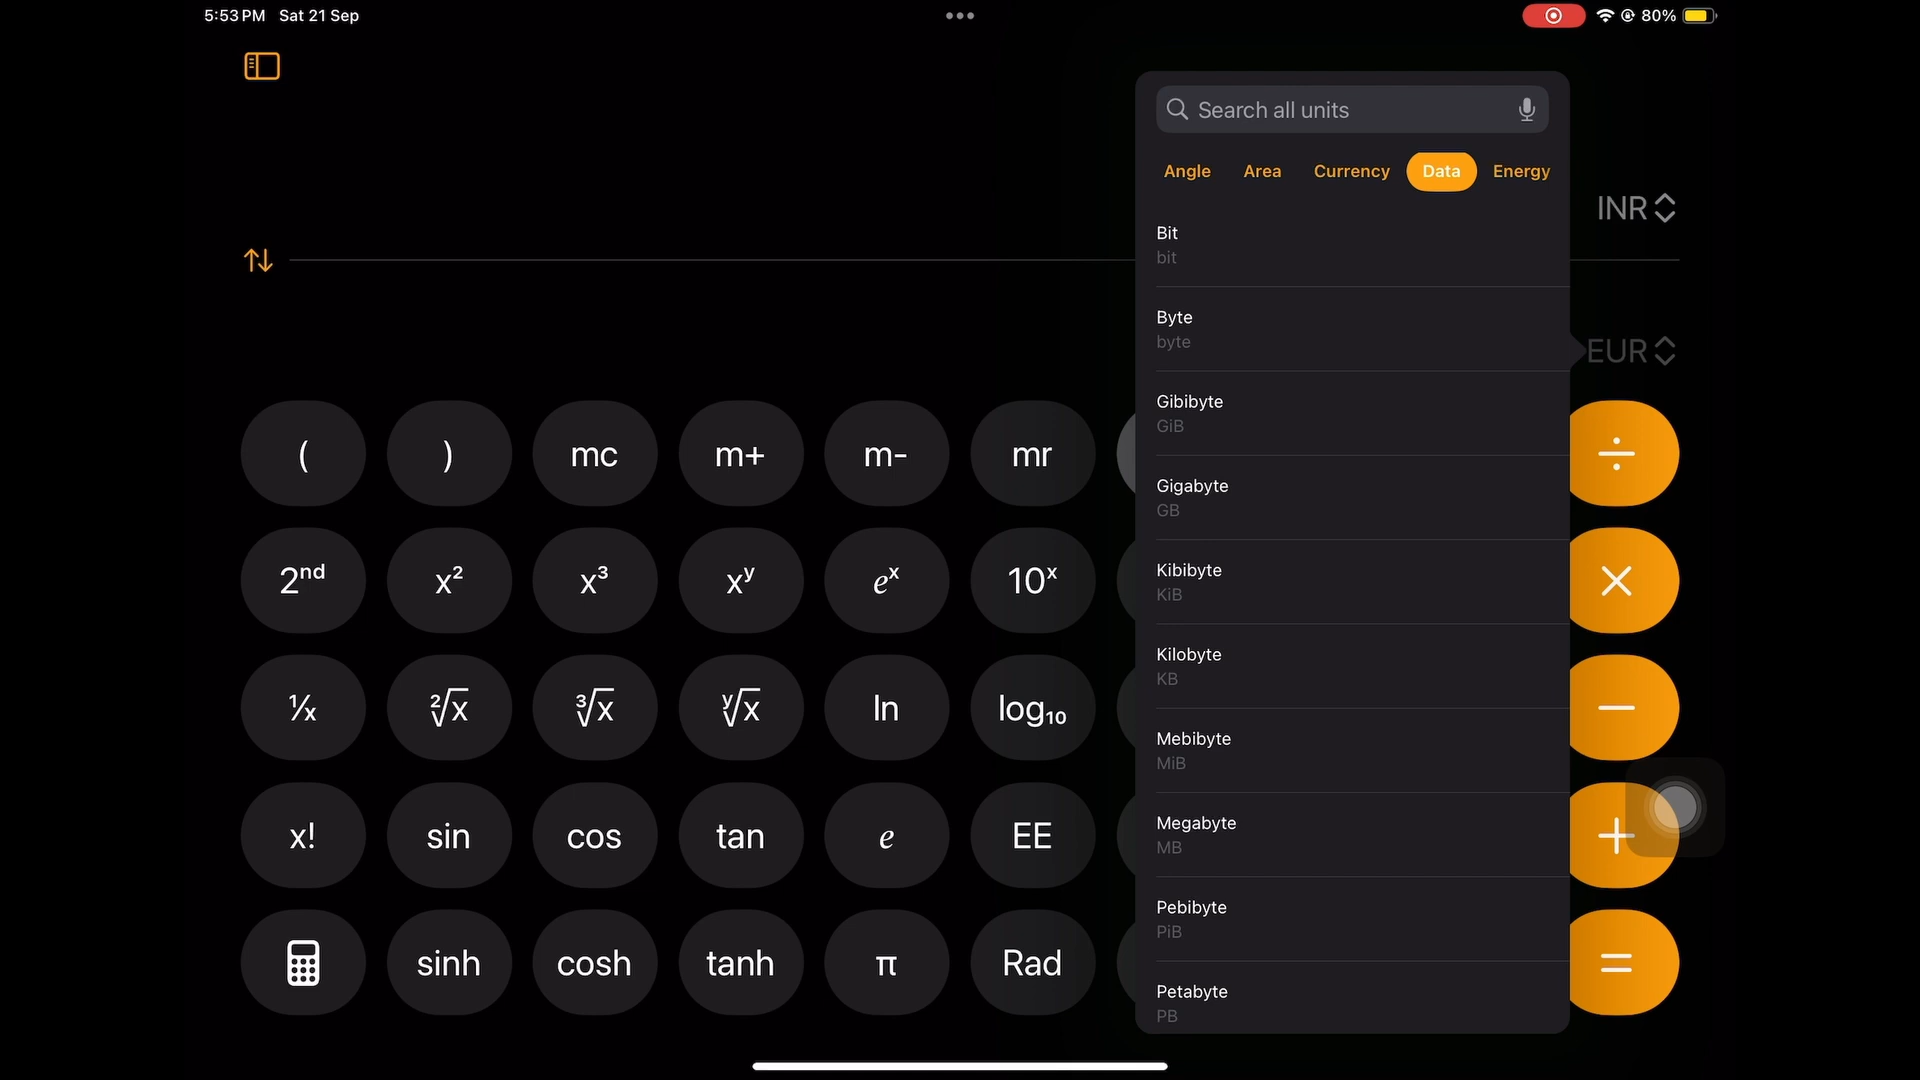 5:53 PM Sat 21 Sep
80%
Search all units
Angle Area Currency Data Energy
Bit
bit
INR
Byte
byte
EUR
Gibibyte
GiB
Gigabyte
GB
Kibibyte
KiB
Kilobyte
KB
Mebibyte
MiB
Megabyte
MB
Pebibyte
PiB
Petabyte
PB
( ) mc m+ m- mr ÷
2ⁿᵈ x² x³ xʸ eˣ 10ˣ ×
¹⁄x ²√x ³√x ʸ√x ln log₁₀ −
x! sin cos tan e EE +
sinh cosh tanh π Rad =